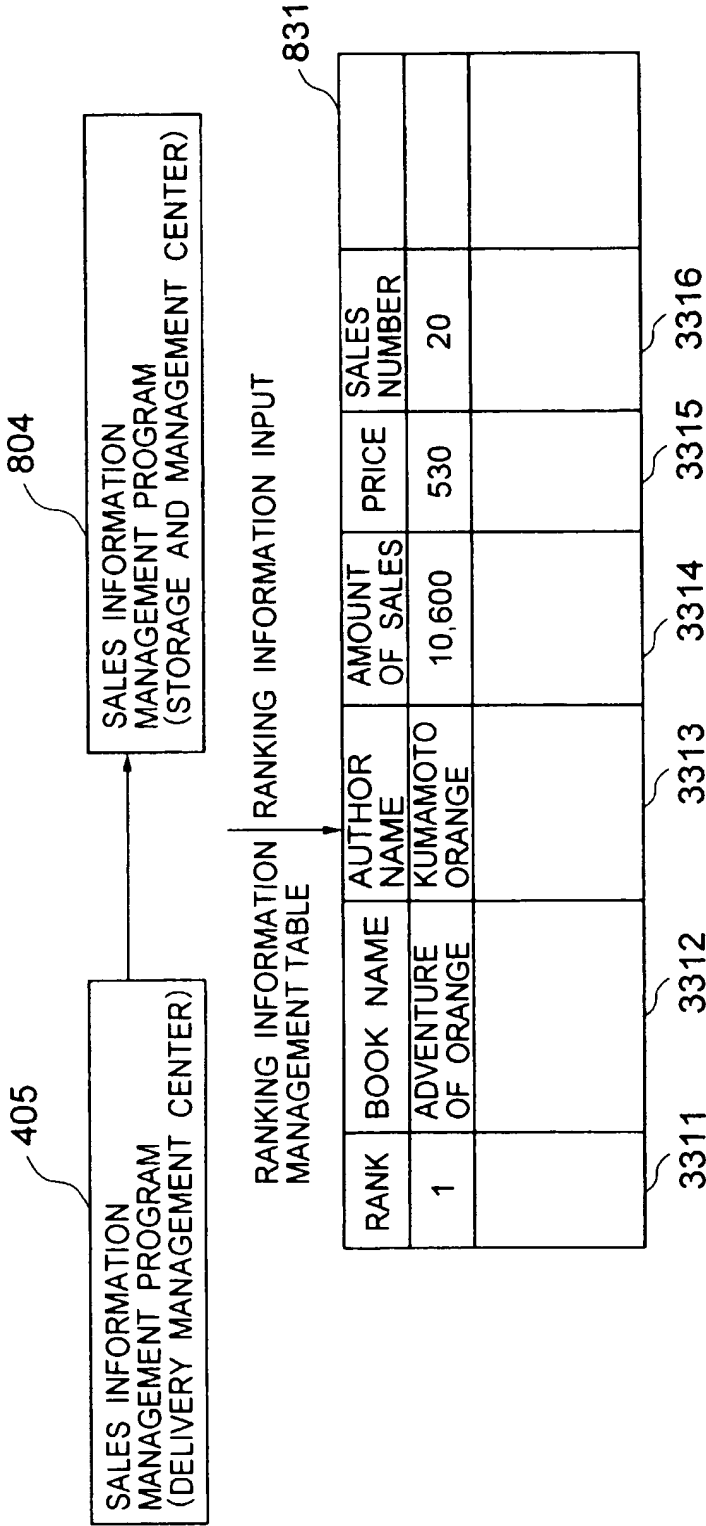 405
SALES INFORMATION
MANAGEMENT PROGRAM
(DELIVERY MANAGEMENT CENTER)
804
SALES INFORMATION
MANAGEMENT PROGRAM
(STORAGE AND MANAGEMENT CENTER)
RANKING INFORMATION
MANAGEMENT TABLE
RANKING INFORMATION INPUT
831
RANK
BOOK NAME
AUTHOR
NAME
AMOUNT
OF SALES
PRICE
SALES
NUMBER
1
ADVENTURE
OF ORANGE
KUMAMOTO
ORANGE
10,600
530
20
3311
3312
3313
3314
3315
3316